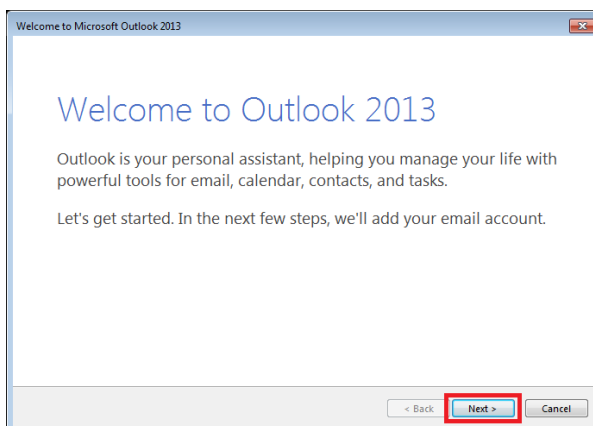 Welcome to Microsoft Outlook 2013
Welcome to Outlook 2013
Outlook is your personal assistant, helping you manage your life with
powerful tools for email, calendar, contacts, and tasks.
Let's get started. In the next few steps, we'll add your email account.
< Back Next > Cancel